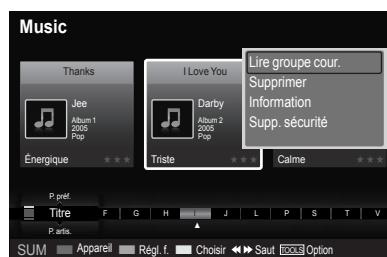 Music
Thanks
Jee
Album 1
2005
Pop
Énergique
I Love You
Darby
Album 2
2005
Pop
Triste
Calme
Lire groupe cour.
Supprimer
Information
Supp. sécurité
P. préf.
Titre F G H I J L P S T V
P. artis.
SUM Appareil Régl. f. Choisir Saut TOOLS Option